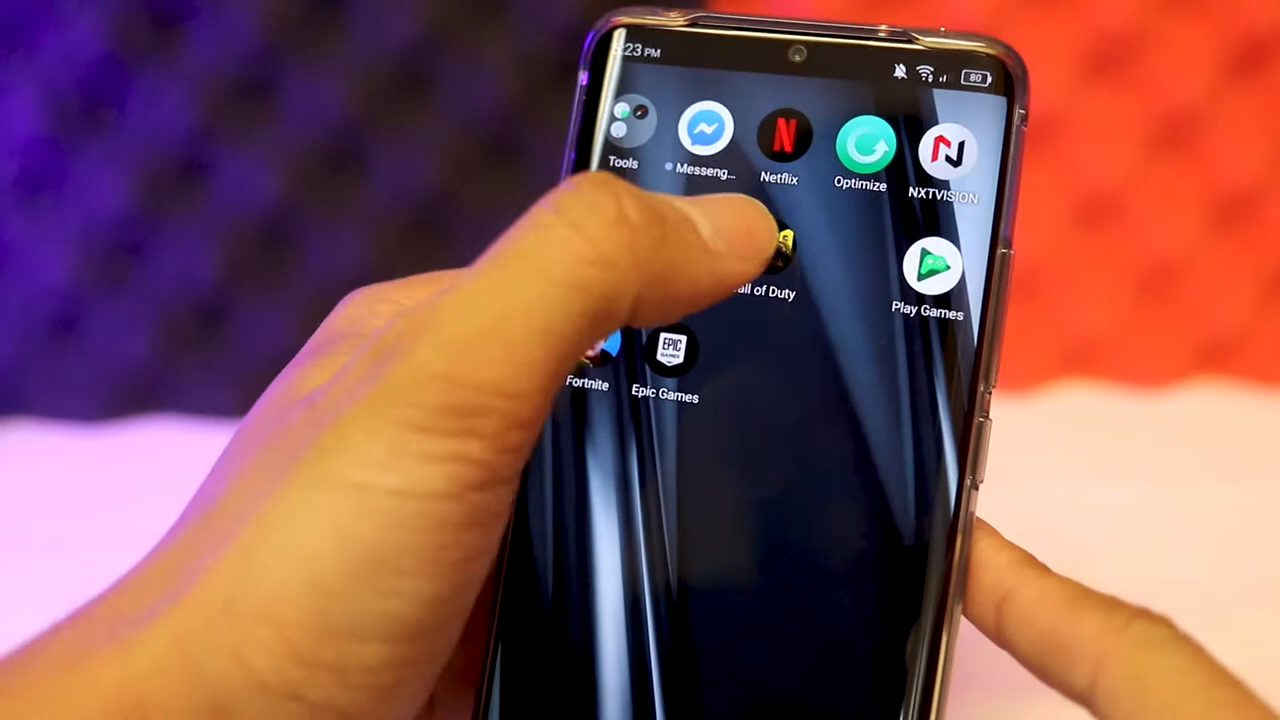 :23 PM
80
Tools
Messeng...
Netflix
Optimize
NXTVISION
all of Duty
Play Games
EPIC
GAMES
Fortnite
Epic Games